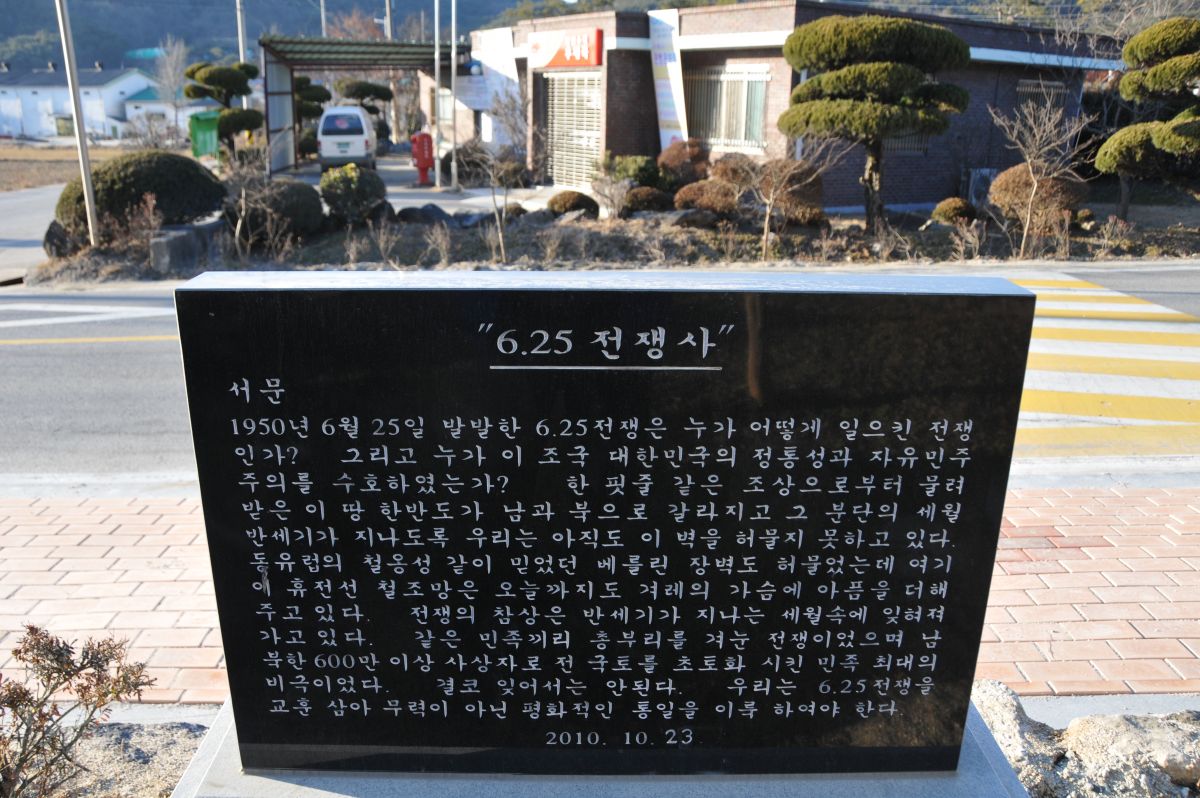 "6.25 전쟁사"
서문
1950년 6월 25일 발발한 6.25전쟁은 누가 어떻게 일으킨 전쟁
인가? 그리고 누가 이 조국 대한민국의 정통성과 자유민주
주의를 수호하였는가? 한 핏줄 같은 조상으로부터 물려
받은 이 땅 한반도가 남과 북으로 갈라지고 그 분단의 세월
반세기가 지나도록 우리는 아직도 이 벽을 허물지 못하고 있다.
동유럽의 철옹성 같이 믿었던 베를린 장벽도 허물었는데 여기
이 휴전선 철조망은 오늘까지도 겨레의 가슴에 아픔을 더해
주고 있다. 전쟁의 참상은 반세기가 지나는 세월속에 잊혀져
가고 있다. 같은 민족끼리 총부리를 겨눈 전쟁이었으며 남
북한 600만 이상 사상자로 전 국토를 초토화 시킨 민족 최대의
비극이었다. 결코 잊어서는 안된다. 우리는 6.25전쟁을
교훈 삼아 무력이 아닌 평화적인 통일을 이룩 하여야 한다.
2010. 10. 23.